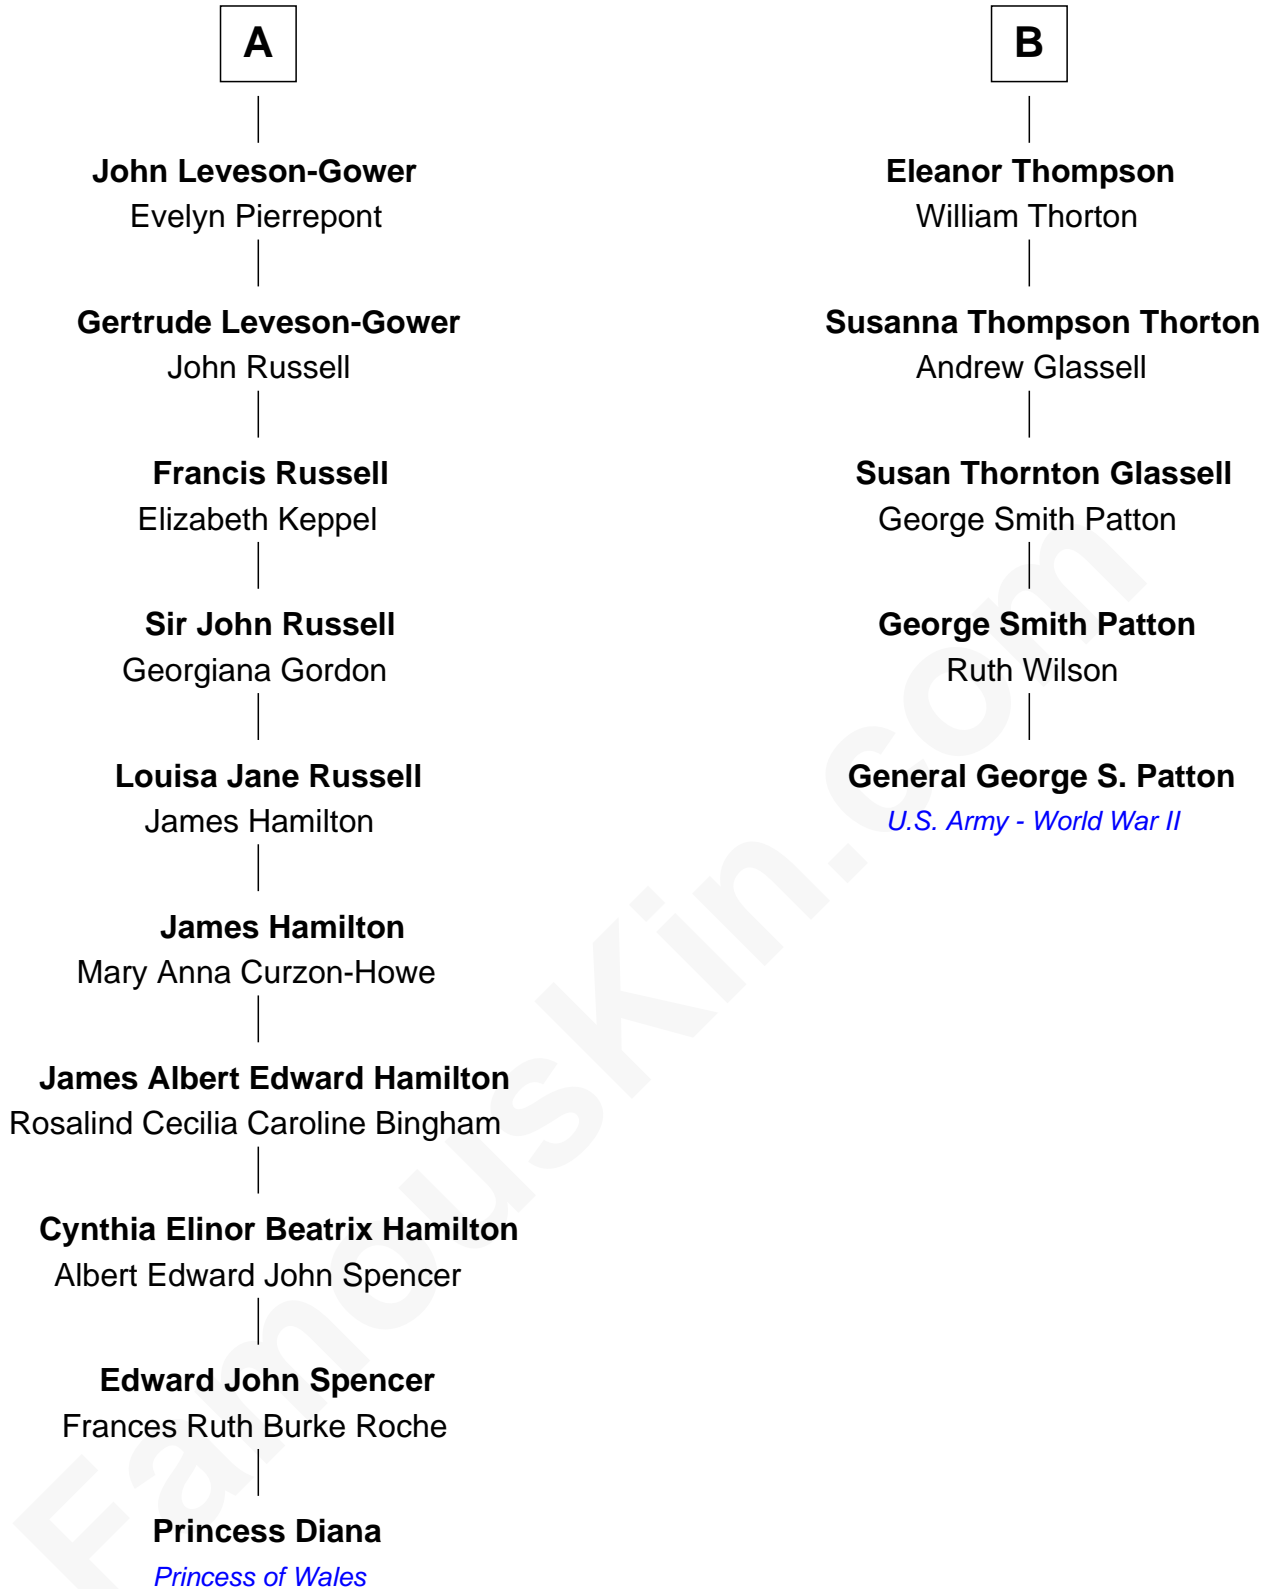 A
John Leveson-Gower
Evelyn Pierrepont
Gertrude Leveson-Gower
John Russell
Francis Russell
Elizabeth Keppel
Sir John Russell
Georgiana Gordon
Louisa Jane Russell
James Hamilton
James Hamilton
Mary Anna Curzon-Howe
James Albert Edward Hamilton
Rosalind Cecilia Caroline Bingham
Cynthia Elinor Beatrix Hamilton
Albert Edward John Spencer
Edward John Spencer
Frances Ruth Burke Roche
Princess Diana
Princess of Wales
B
Eleanor Thompson
William Thorton
Susanna Thompson Thorton
Andrew Glassell
Susan Thornton Glassell
George Smith Patton
George Smith Patton
Ruth Wilson
General George S. Patton
U.S. Army - World War II
FamousKin.com